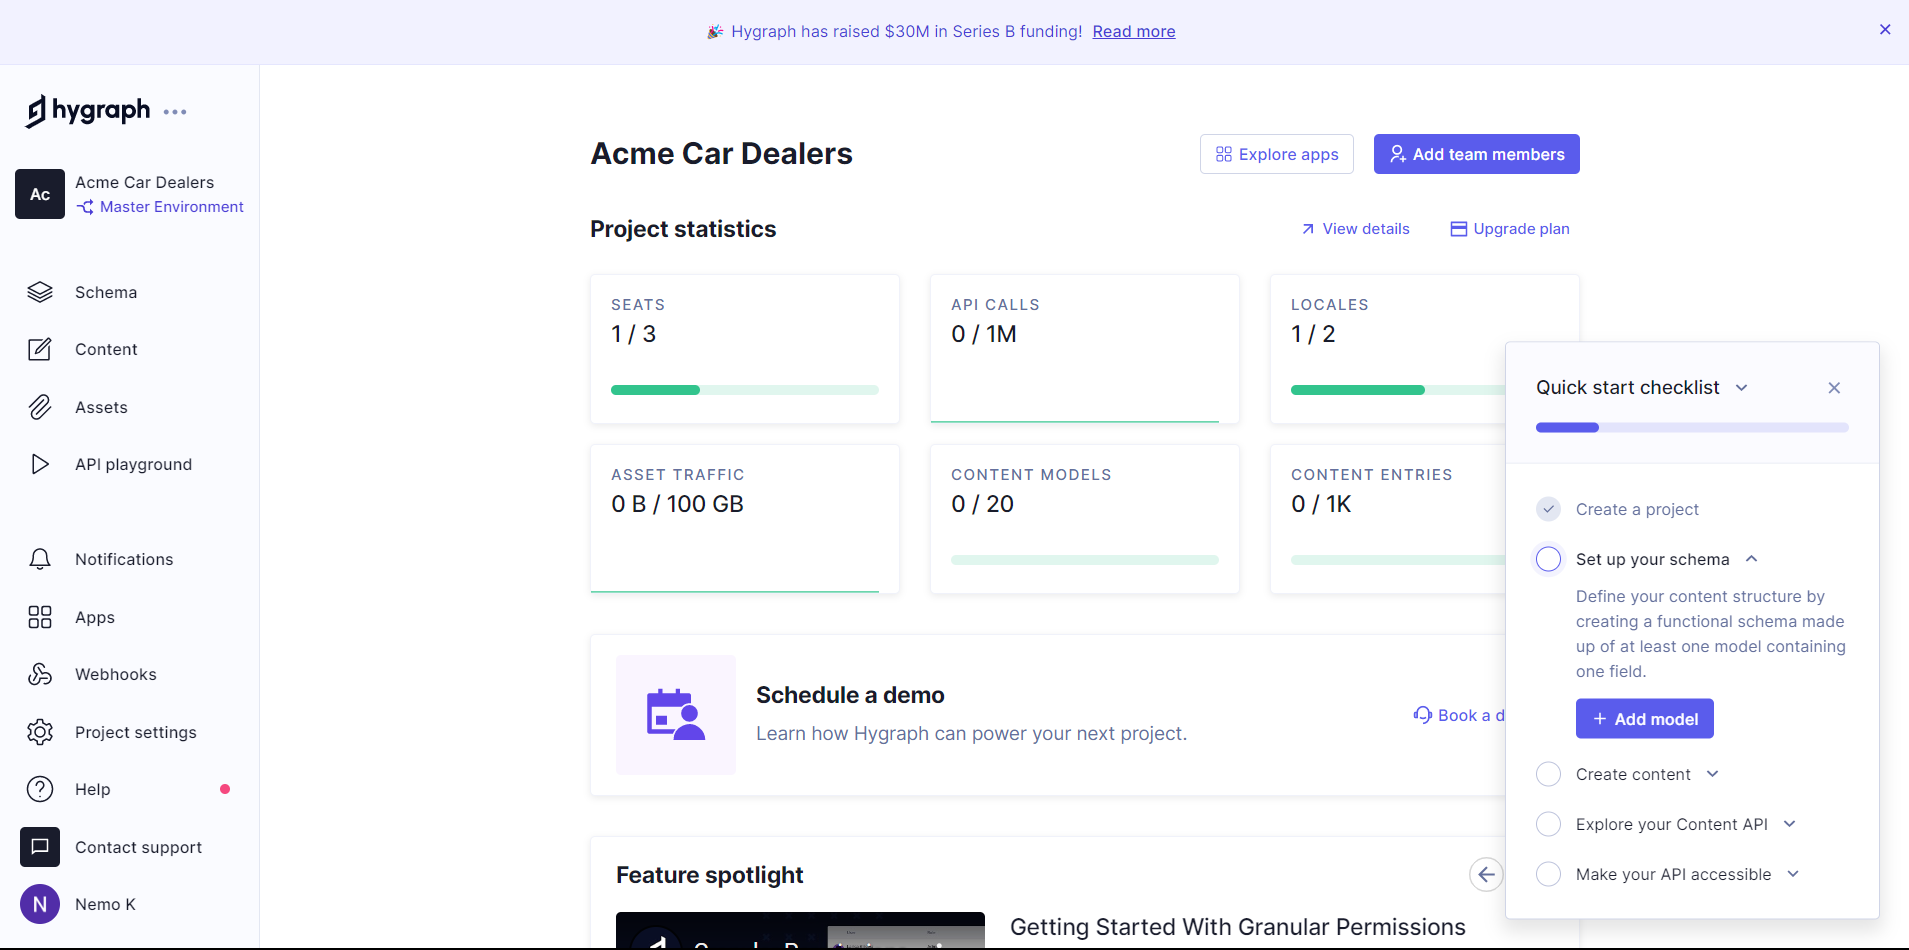 Hygraph has raised $30M in Series B funding! Read more
hygraph
Ac
Acme Car Dealers
Master Environment
Schema
Content
Assets
API playground
Notifications
Apps
Webhooks
Project settings
Help
Contact support
N
Nemo K
Acme Car Dealers
Explore apps
Add team members
Project statistics
View details
Upgrade plan
SEATS
1 / 3
API CALLS
0 / 1M
LOCALES
1 / 2
ASSET TRAFFIC
0 B / 100 GB
CONTENT MODELS
0 / 20
CONTENT ENTRIES
0 / 1K
Schedule a demo
Learn how Hygraph can power your next project.
Book a d
Feature spotlight
Getting Started With Granular Permissions
Quick start checklist
Create a project
Set up your schema
Define your content structure by
creating a functional schema made
up of at least one model containing
one field.
+ Add model
Create content
Explore your Content API
Make your API accessible